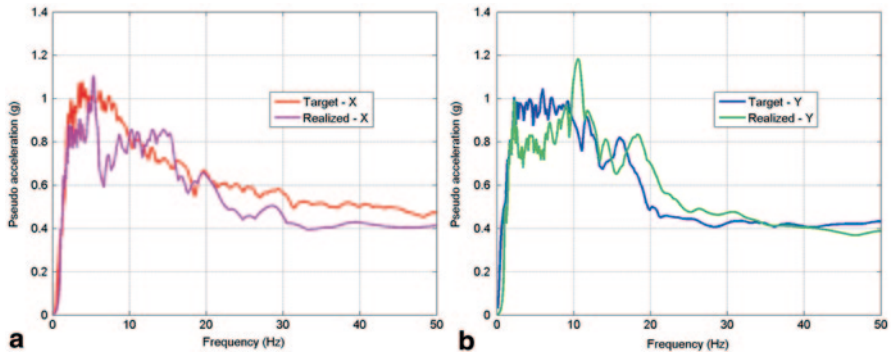 1.4
1.2
1
0.8
0.6
0.4
0.2
0
Pseudo acceleration (g)
Target - X
Realized - X
0 10 20 30 40 50
Frequency (Hz)
a
1.4
1.2
1
0.8
0.6
0.4
0.2
0
Pseudo acceleration (g)
Target - Y
Realized - Y
0 10 20 30 40 50
Frequency (Hz)
b